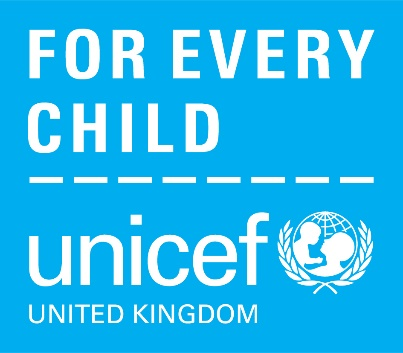 FOR EVERY
CHILD
unicef
UNITED KINGDOM